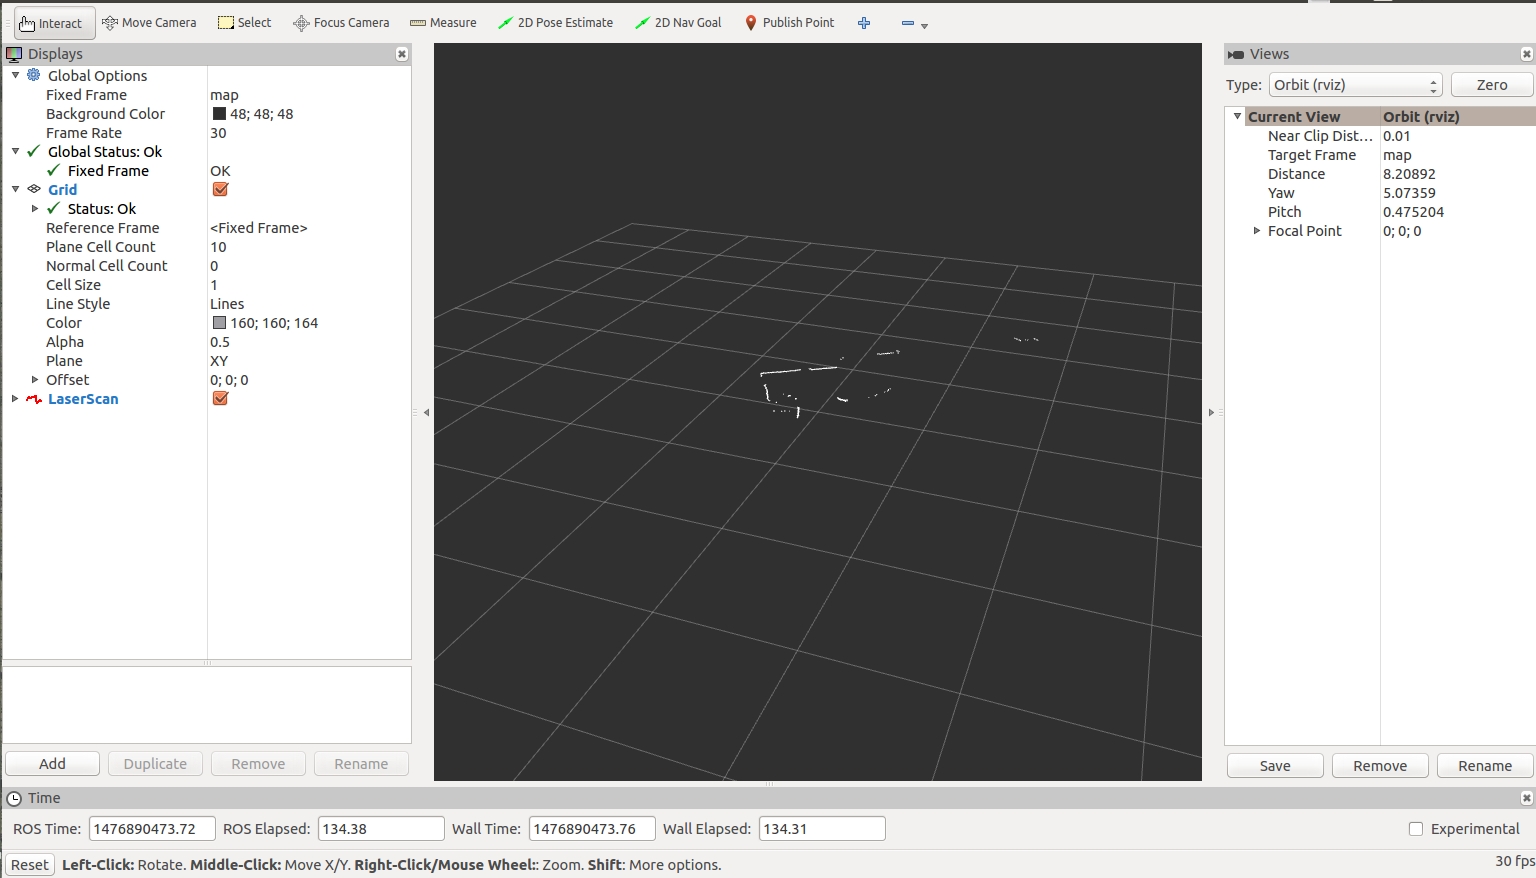 Interact Move Camera Select Focus Camera Measure 2D Pose Estimate 2D Nav Goal Publish Point
Displays
Global Options
Fixed Frame map
Background Color 48; 48; 48
Frame Rate 30
Global Status: Ok
Fixed Frame OK
Grid
Status: Ok
Reference Frame <Fixed Frame>
Plane Cell Count 10
Normal Cell Count 0
Cell Size 1
Line Style Lines
Color 160; 160; 164
Alpha 0.5
Plane XY
Offset 0; 0; 0
LaserScan
Add Duplicate Remove Rename
Views
Type: Orbit (rviz) Zero
Current View Orbit (rviz)
Near Clip Dist... 0.01
Target Frame map
Distance 8.20892
Yaw 5.07359
Pitch 0.475204
Focal Point 0; 0; 0
Save Remove Rename
Time
ROS Time: 1476890473.72 ROS Elapsed: 134.38 Wall Time: 1476890473.76 Wall Elapsed: 134.31 Experimental
Reset Left-Click: Rotate. Middle-Click: Move X/Y. Right-Click/Mouse Wheel:: Zoom. Shift: More options. 30 fps